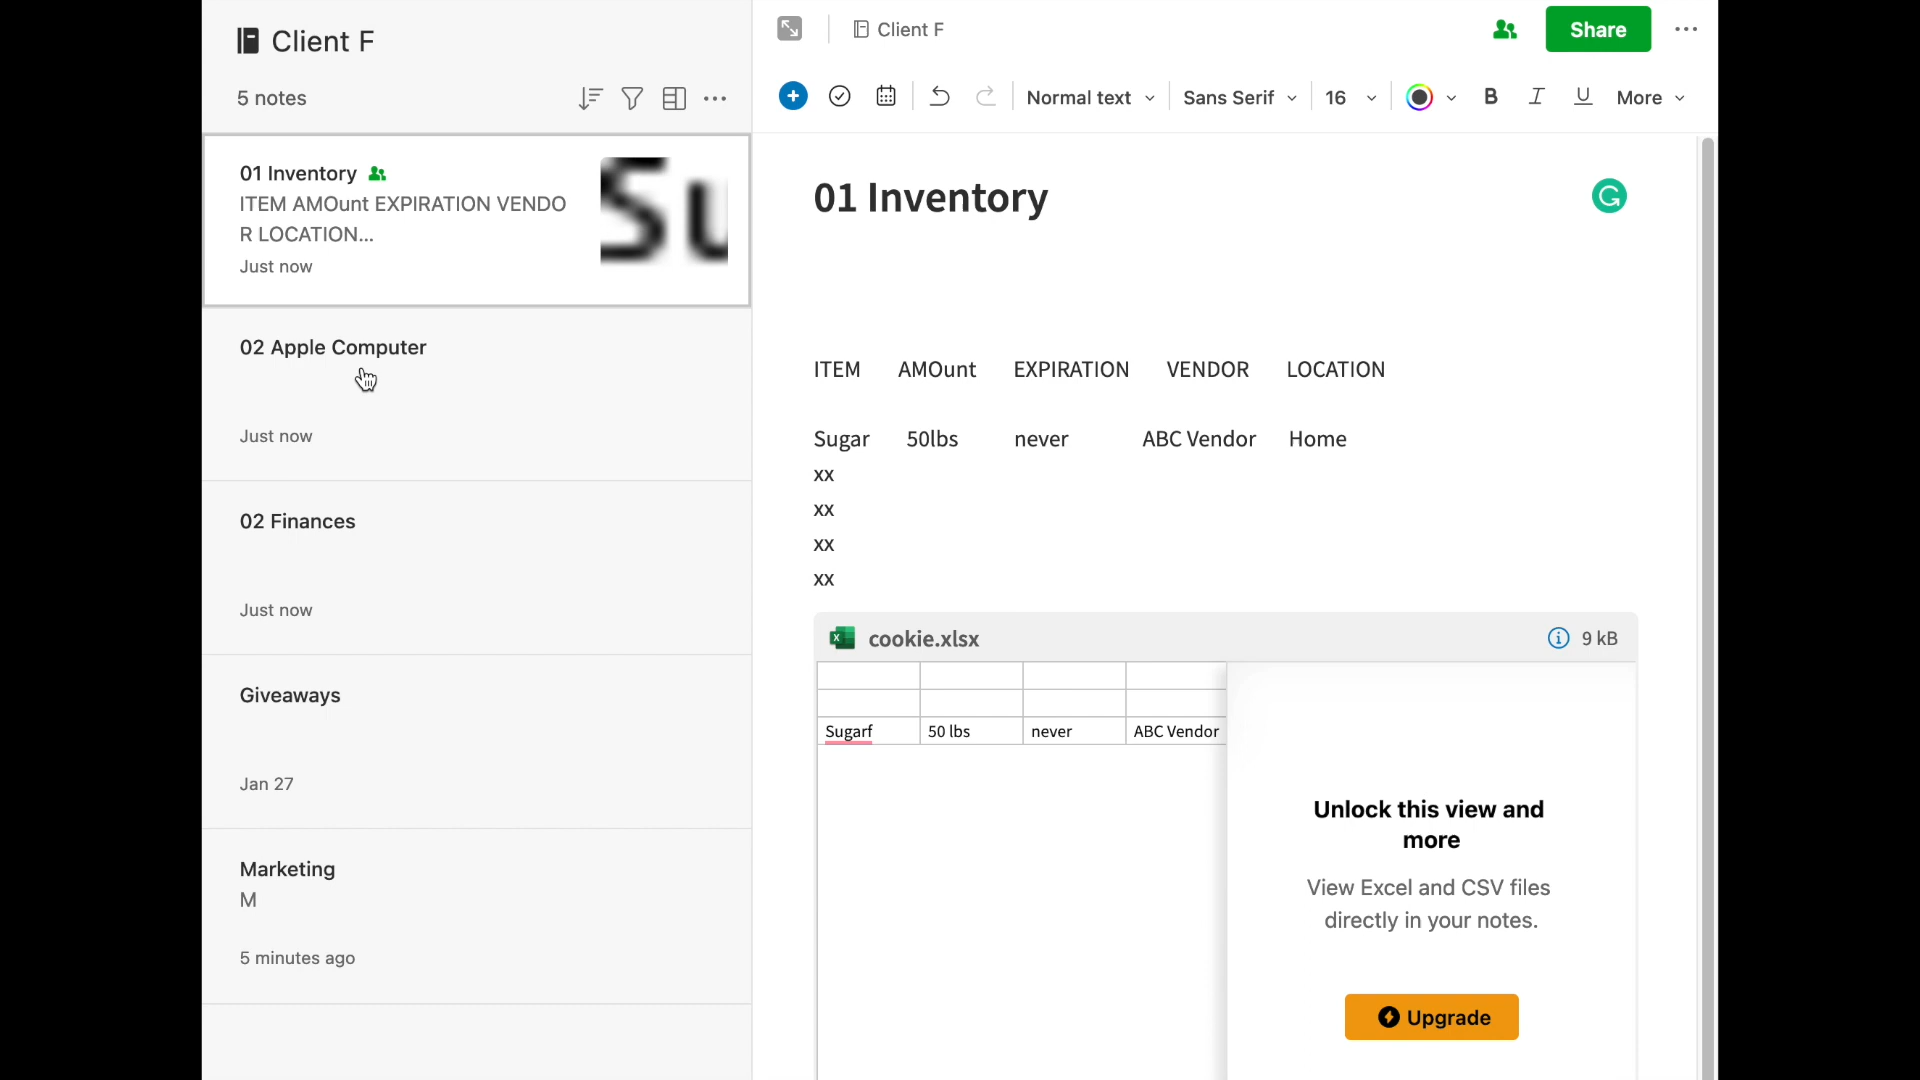 Client F
5 notes
01 Inventory
ITEM AMOunt EXPIRATION VENDO
R LOCATION...
Just now
Su
02 Apple Computer
Just now
02 Finances
Just now
Giveaways
Jan 27
Marketing
M
5 minutes ago
Client F
Share
Normal text
Sans Serif
16
B
I
U
More
01 Inventory
G
ITEM AMOunt EXPIRATION VENDOR LOCATION
Sugar 50lbs never ABC Vendor Home
xx
xx
xx
xx
cookie.xlsx
9 kB
Sugarf 50 lbs never ABC Vendor
Unlock this view and
more
View Excel and CSV files
directly in your notes.
Upgrade